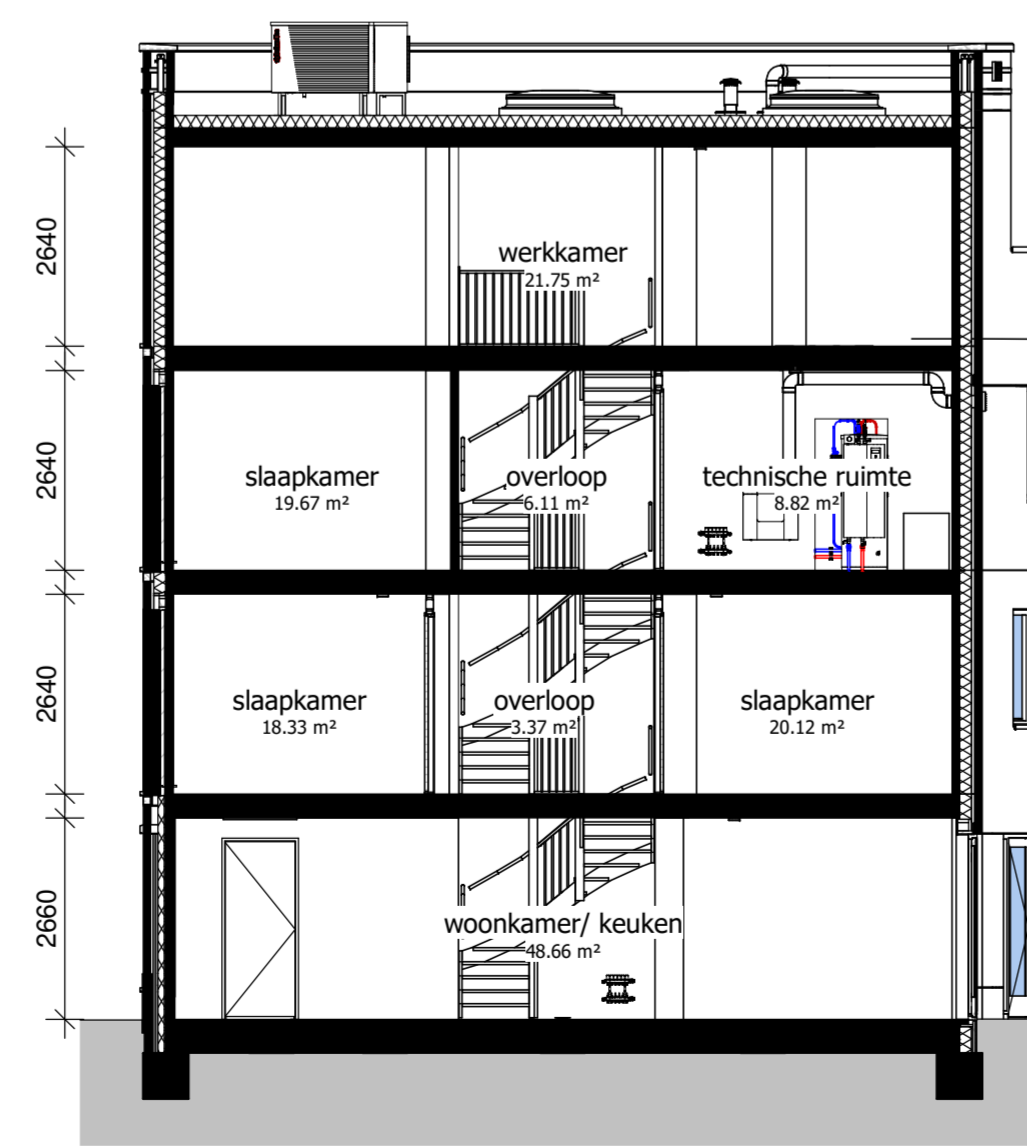 2640
werkkamer
21.75 m²
2640
slaapkamer
19.67 m²
overloop
6.11 m²
technische ruimte
8.82 m²
2640
slaapkamer
18.33 m²
overloop
3.37 m²
slaapkamer
20.12 m²
2660
woonkamer/ keuken
48.66 m²